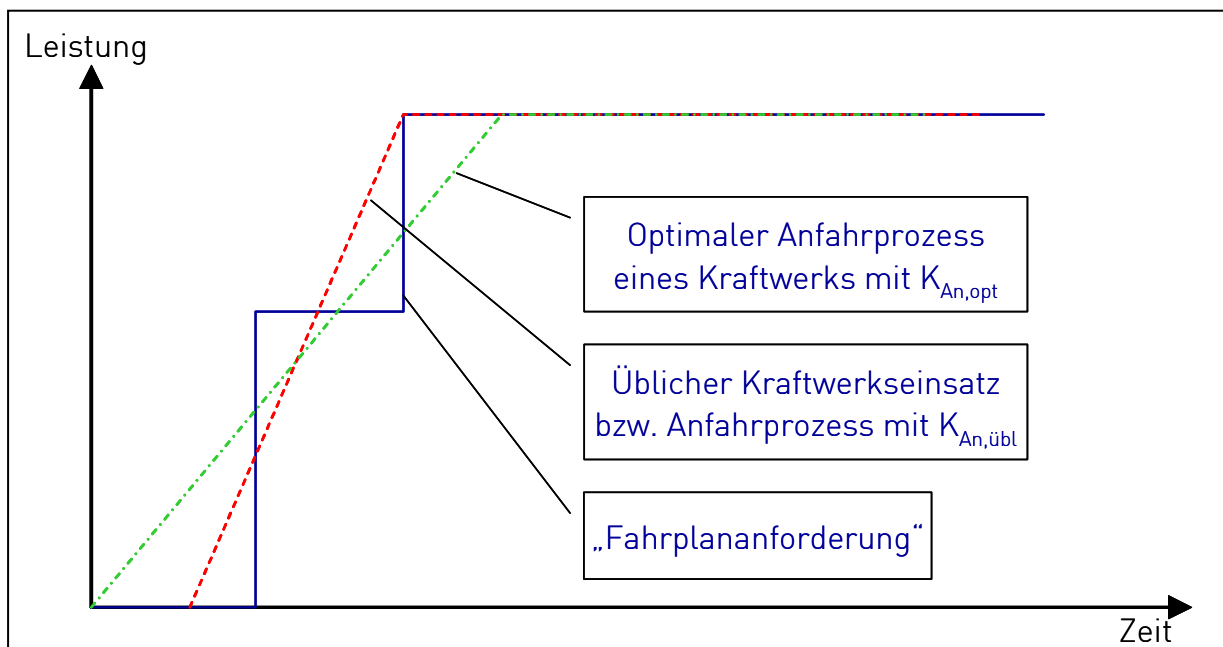 Leistung
Optimaler Anfahrprozess
eines Kraftwerks mit K_An,opt
Üblicher Kraftwerkseinsatz
bzw. Anfahrprozess mit K_An,übl
„Fahrplananforderung“
Zeit